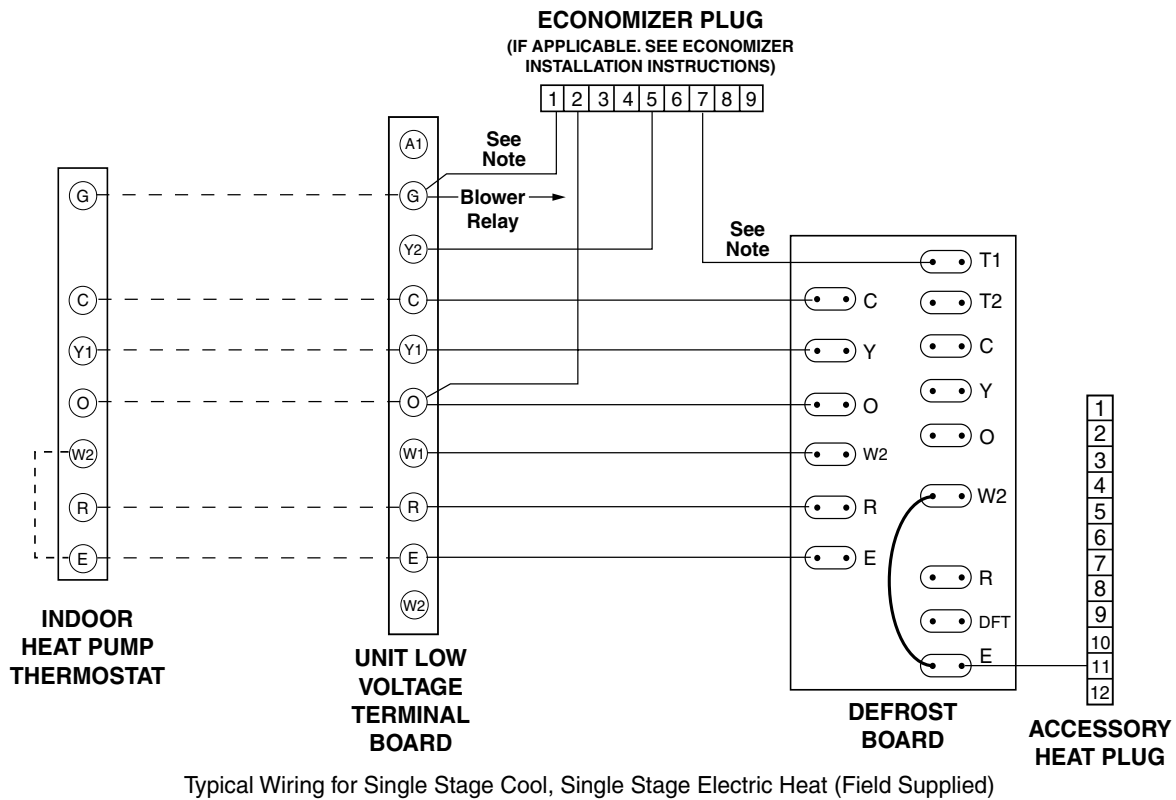 ECONOMIZER PLUG
(IF APPLICABLE. SEE ECONOMIZER
INSTALLATION INSTRUCTIONS)
1 2 3 4 5 6 7 8 9
See
Note
Blower
Relay
See
Note
G
C
Y1
O
W2
R
E
INDOOR
HEAT PUMP
THERMOSTAT
A1
G
Y2
C
Y1
O
W1
R
E
W2
UNIT LOW
VOLTAGE
TERMINAL
BOARD
C
Y
O
W2
R
E
T1
T2
C
Y
O
W2
R
DFT
E
DEFROST
BOARD
1
2
3
4
5
6
7
8
9
10
11
12
ACCESSORY
HEAT PLUG
Typical Wiring for Single Stage Cool, Single Stage Electric Heat (Field Supplied)